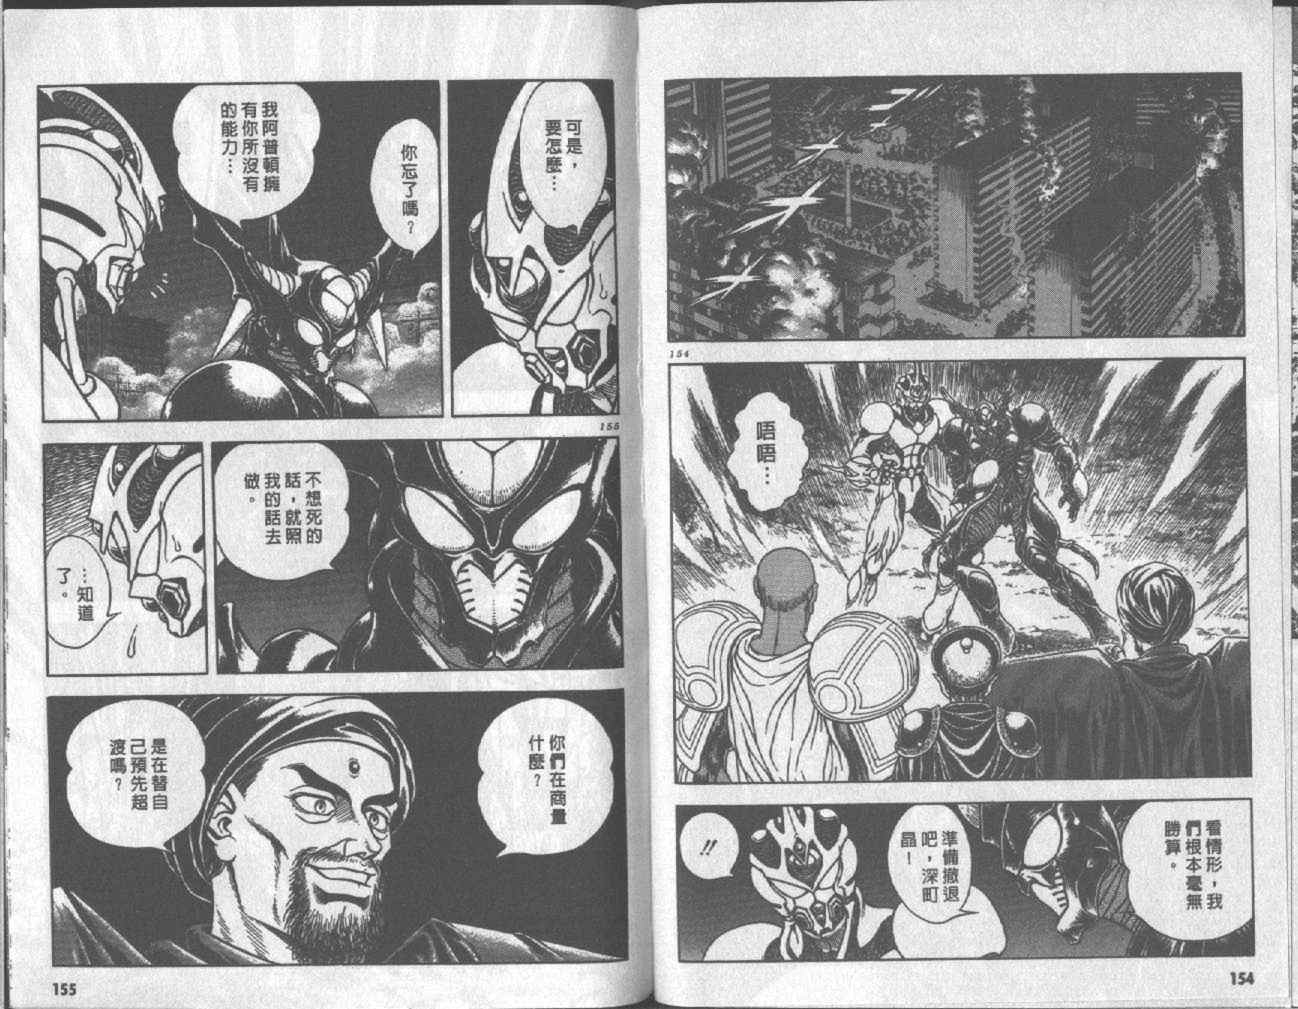 154
唔唔…
看情形，我
們根本毫無
勝算。
準備撤退
吧，深町
晶！
!!
154
可是，
要怎麼…
你忘了嗎？
我阿普頓擁
有你所沒有
的能力…
155
不想死的
話，就照
我的話去
做。
…知道
了。
你們在商量
什麼？
是在替自
己預先超
渡嗎？
155